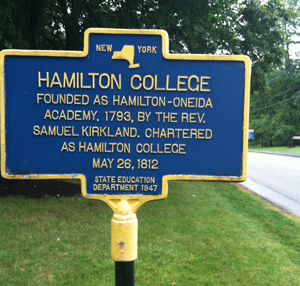 NEW YORK
HAMILTON COLLEGE
FOUNDED AS HAMILTON-ONEIDA
ACADEMY, 1793, BY THE REV.
SAMUEL KIRKLAND. CHARTERED
AS HAMILTON COLLEGE
MAY 26, 1812
STATE EDUCATION
DEPARTMENT 1947